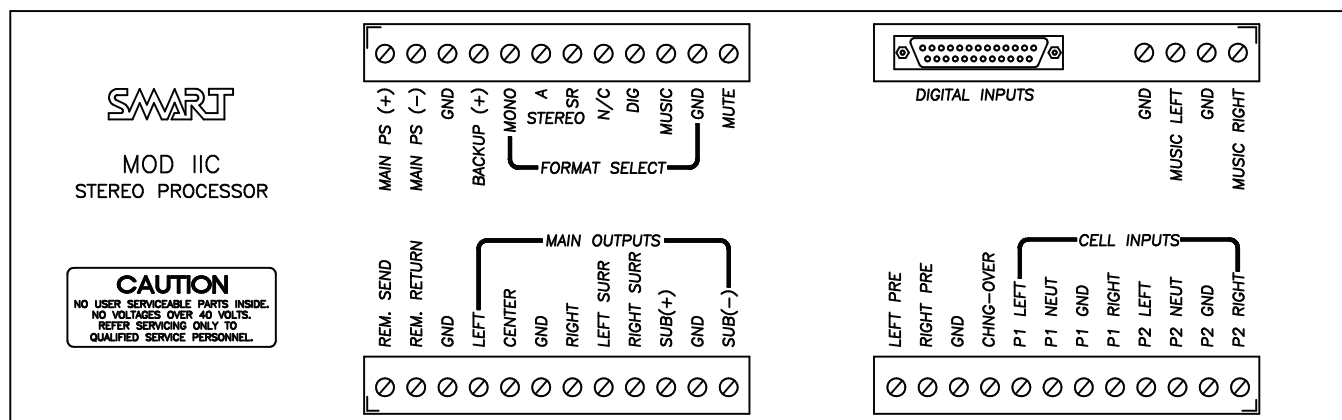 SMART
MOD IIC
STEREO PROCESSOR
CAUTION
NO USER SERVICEABLE PARTS INSIDE.
NO VOLTAGES OVER 40 VOLTS.
REFER SERVICING ONLY TO
QUALIFIED SERVICE PERSONNEL.
MAIN PS (+)
MAIN PS (-)
GND
BACKUP (+)
MONO
A
SR
STEREO
N/C
DIG
MUSIC
GND
MUTE
FORMAT SELECT
DIGITAL INPUTS
GND
MUSIC LEFT
GND
MUSIC RIGHT
MAIN OUTPUTS
REM. SEND
REM. RETURN
GND
LEFT
CENTER
GND
RIGHT
LEFT SURR
RIGHT SURR
SUB(+)
GND
SUB(-)
CELL INPUTS
LEFT PRE
RIGHT PRE
GND
CHNG-OVER
P1 LEFT
P1 NEUT
P1 GND
P1 RIGHT
P2 LEFT
P2 NEUT
P2 GND
P2 RIGHT